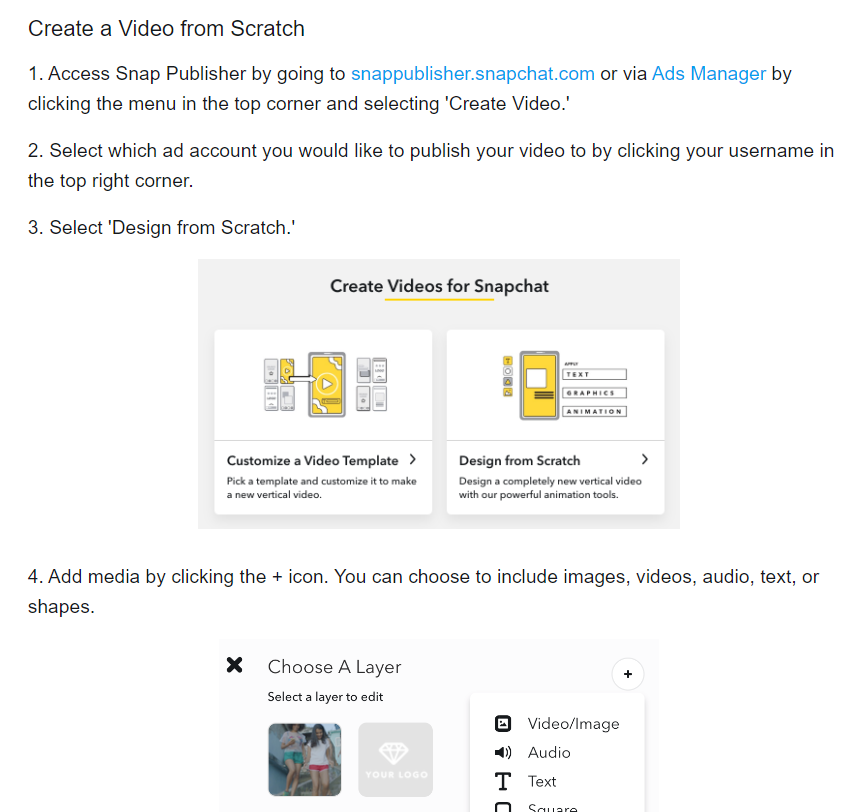 Create a Video from Scratch
1. Access Snap Publisher by going to snappublisher.snapchat.com or via Ads Manager by
clicking the menu in the top corner and selecting 'Create Video.'
2. Select which ad account you would like to publish your video to by clicking your username in
the top right corner.
3. Select 'Design from Scratch.'
Create Videos for Snapchat
APPLY
TEXT
GRAPHICS
ANIMATION
Customize a Video Template
Pick a template and customize it to make
a new vertical video.
Design from Scratch
Design a completely new vertical video
with our powerful animation tools.
4. Add media by clicking the + icon. You can choose to include images, videos, audio, text, or
shapes.
Choose A Layer
+
Select a layer to edit
YOUR LOGO
Video/Image
Audio
Text
Square